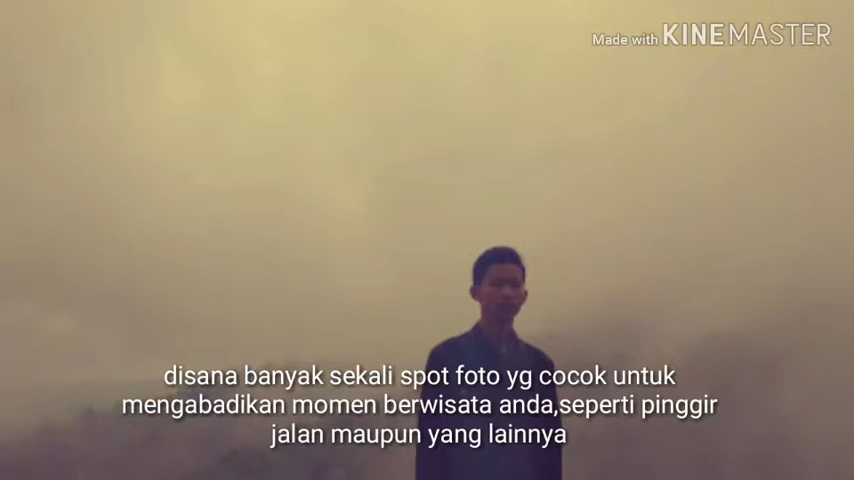 Made with KINEMASTER
disana banyak sekali spot foto yg cocok untuk
mengabadikan momen berwisata anda,seperti pinggir
jalan maupun yang lainnya